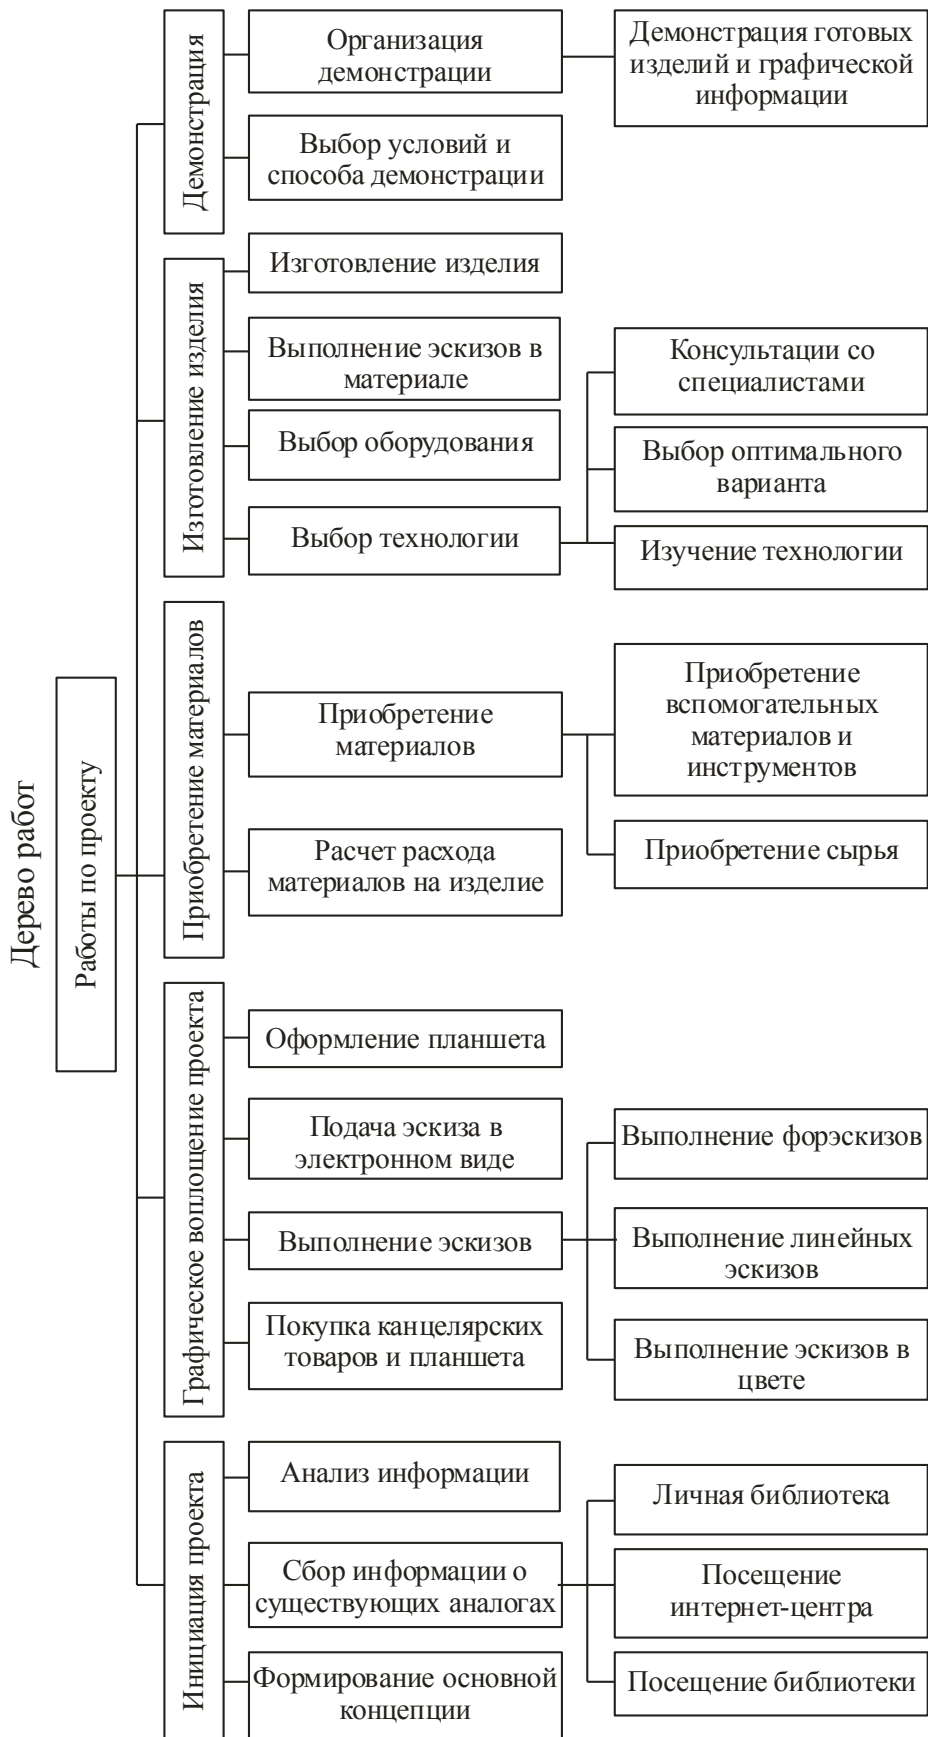 Дерево работ
Работы по проекту
Демонстрация
Организация
демонстрации
Демонстрация готовых
изделий и графической
информации
Выбор условий и
способа демонстрации
Изготовление изделия
Изготовление изделия
Выполнение эскизов в
материале
Выбор оборудования
Выбор технологии
Консультации со
специалистами
Выбор оптимального
варианта
Изучение технологии
Приобретение материалов
Приобретение
материалов
Приобретение
вспомогательных
материалов и
инструментов
Приобретение сырья
Расчет расхода
материалов на изделие
Графическое воплощение проекта
Оформление планшета
Подача эскиза в
электронном виде
Выполнение эскизов
Выполнение форэскизов
Выполнение линейных
эскизов
Выполнение эскизов в
цвете
Покупка канцелярских
товаров и планшета
Инициация проекта
Анализ информации
Сбор информации о
существующих аналогах
Личная библиотека
Посещение
интернет-центра
Посещение библиотеки
Формирование основной
концепции